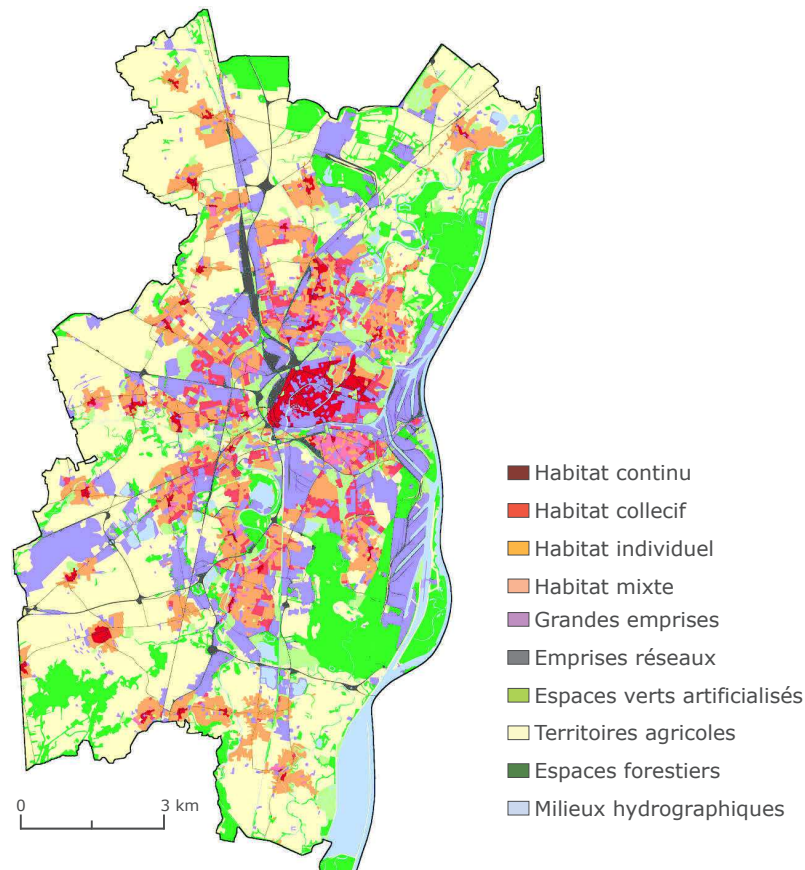 Habitat continu
Habitat collecif
Habitat individuel
Habitat mixte
Grandes emprises
Emprises réseaux
Espaces verts artificialisés
Territoires agricoles
Espaces forestiers
Milieux hydrographiques
0 3 km